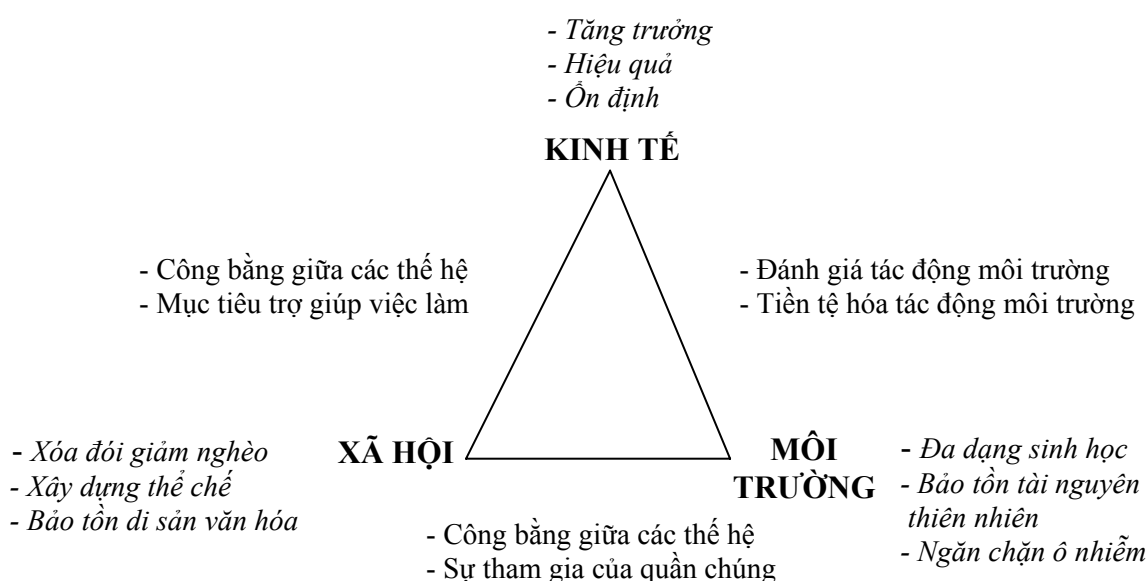 - Tăng trưởng
- Hiệu quả
- Ổn định
KINH TẾ
- Công bằng giữa các thế hệ
- Mục tiêu trợ giúp việc làm
- Đánh giá tác động môi trường
- Tiền tệ hóa tác động môi trường
- Xóa đói giảm nghèo
- Xây dựng thể chế
- Bảo tồn di sản văn hóa
XÃ HỘI
MÔI
TRƯỜNG
- Đa dạng sinh học
- Bảo tồn tài nguyên
thiên nhiên
- Ngăn chặn ô nhiễm
- Công bằng giữa các thế hệ
- Sự tham gia của quần chúng